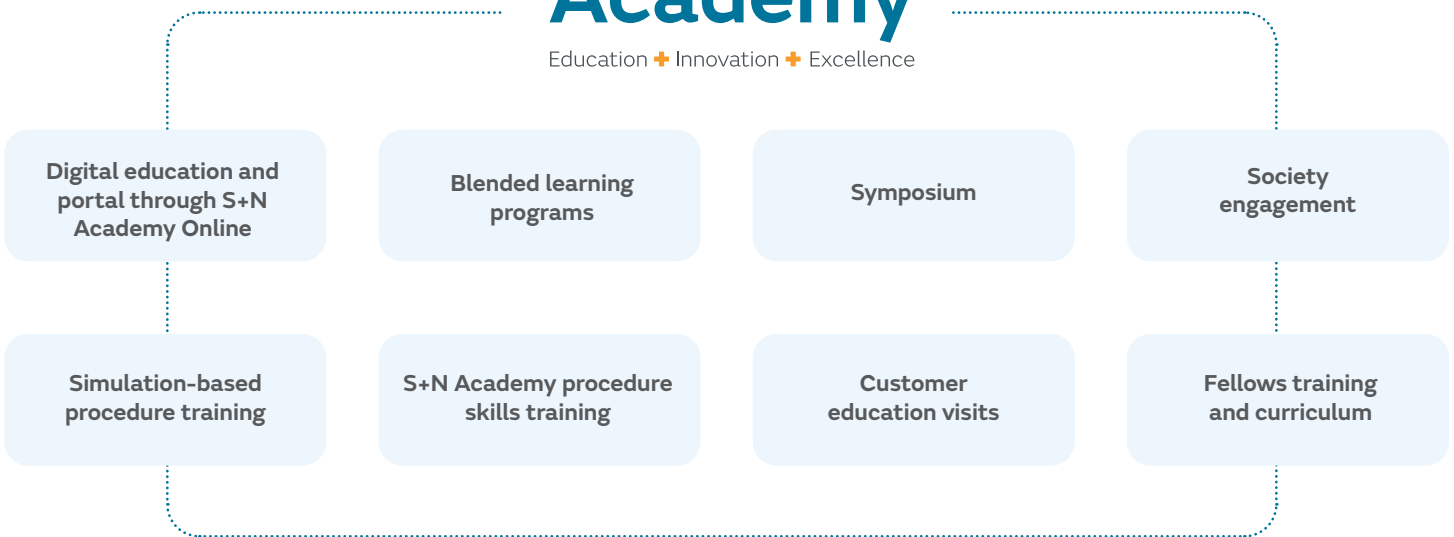 Academy
Education + Innovation + Excellence
Digital education and
portal through S+N
Academy Online
Blended learning
programs
Symposium
Society
engagement
Simulation-based
procedure training
S+N Academy procedure
skills training
Customer
education visits
Fellows training
and curriculum